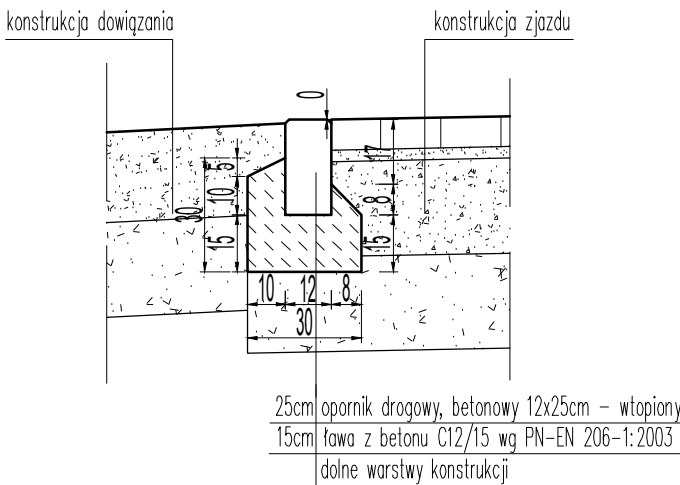 konstrukcja dowiązania
konstrukcja zjazdu
0
5
17
10
30
8
15
15
10 12 8
30
25cm opornik drogowy, betonowy 12x25cm – wtopiony
15cm ława z betonu C12/15 wg PN-EN 206-1:2003
dolne warstwy konstrukcji